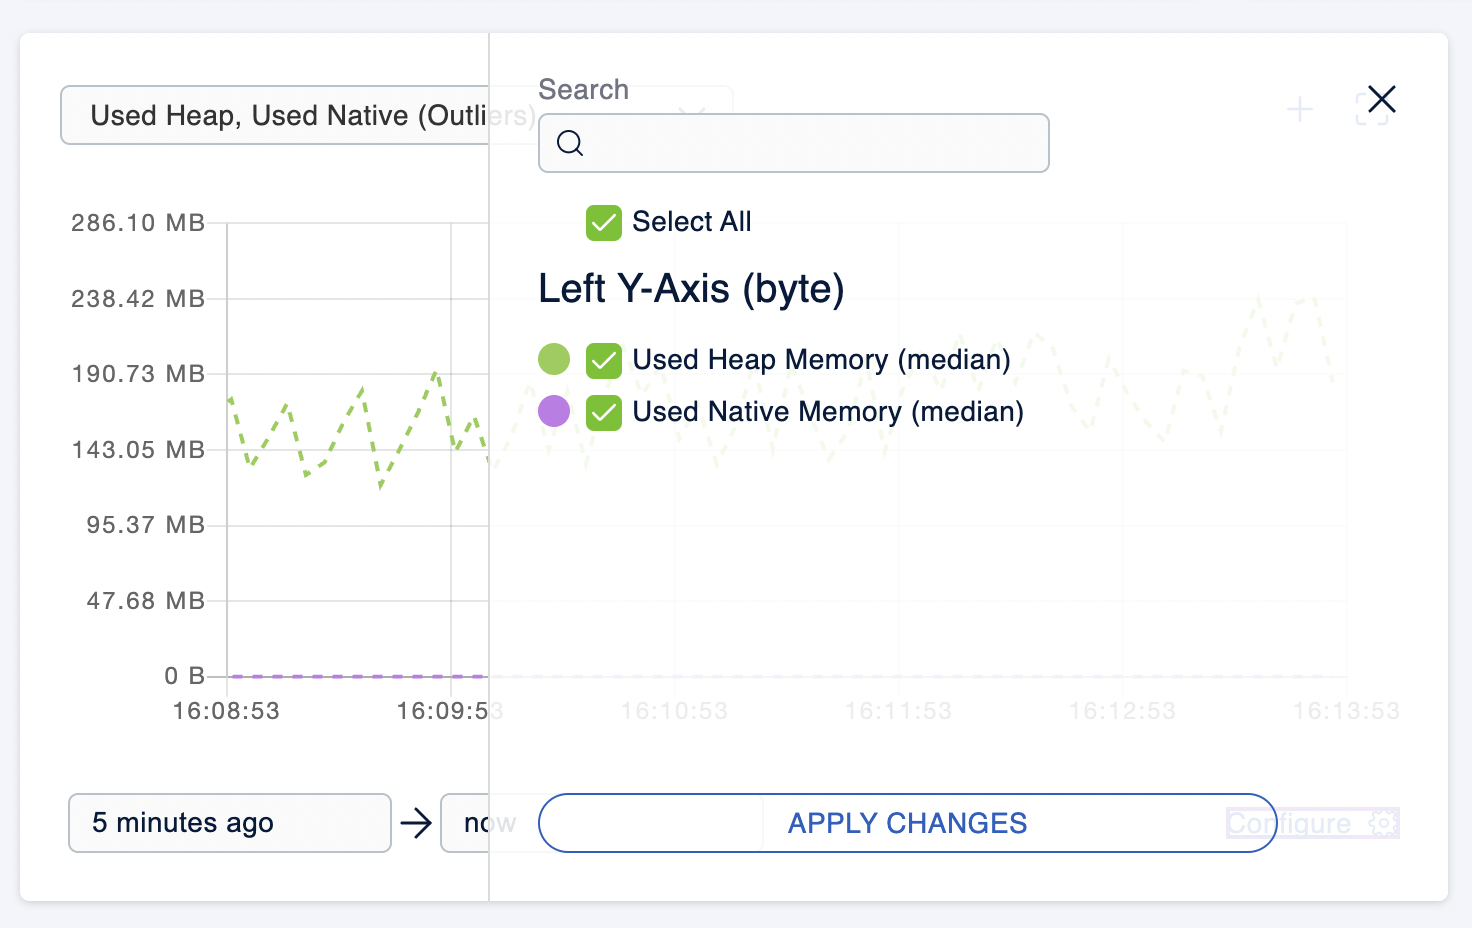 Used Heap, Used Native (Outliers)
Search
Select All
Left Y-Axis (byte)
Used Heap Memory (median)
Used Native Memory (median)
286.10 MB
238.42 MB
190.73 MB
143.05 MB
95.37 MB
47.68 MB
0 B
16:08:53 16:09:53 16:10:53 16:11:53 16:12:53 16:13:53
5 minutes ago now APPLY CHANGES Configure